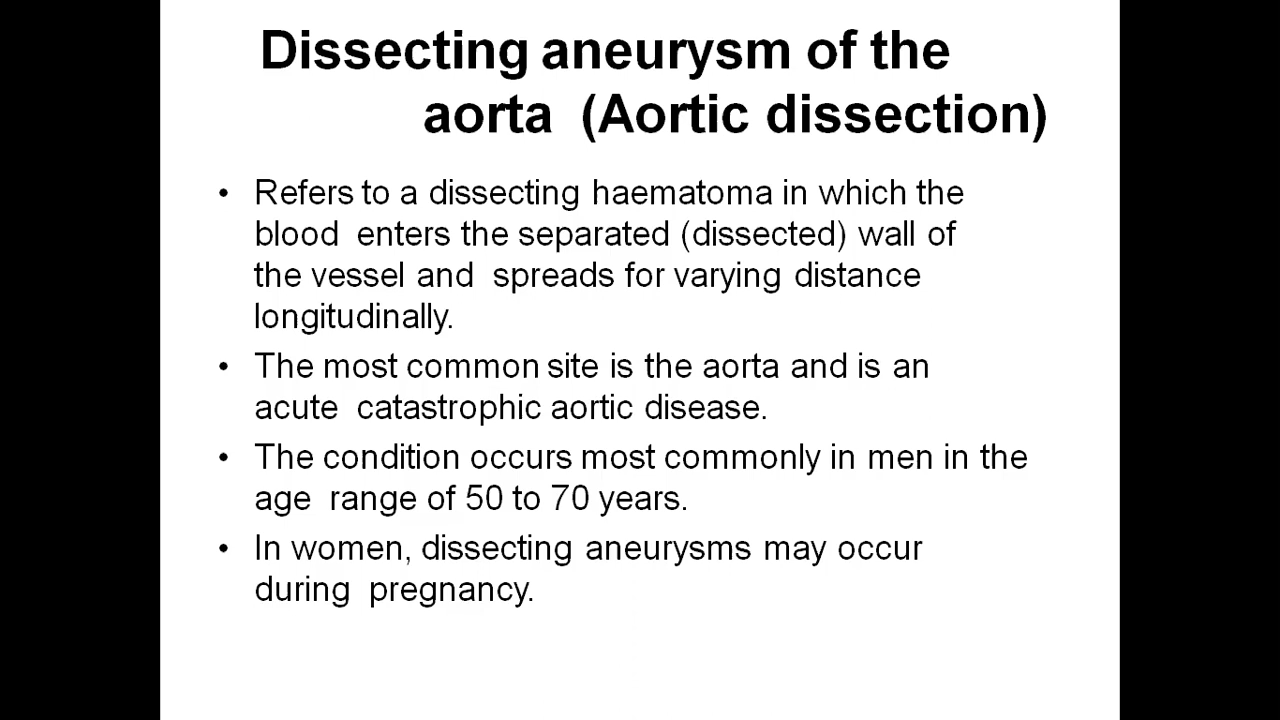 Dissecting aneurysm of the
aorta (Aortic dissection)
• Refers to a dissecting haematoma in which the
blood enters the separated (dissected) wall of
the vessel and spreads for varying distance
longitudinally.
• The most common site is the aorta and is an
acute catastrophic aortic disease.
• The condition occurs most commonly in men in the
age range of 50 to 70 years.
• In women, dissecting aneurysms may occur
during pregnancy.